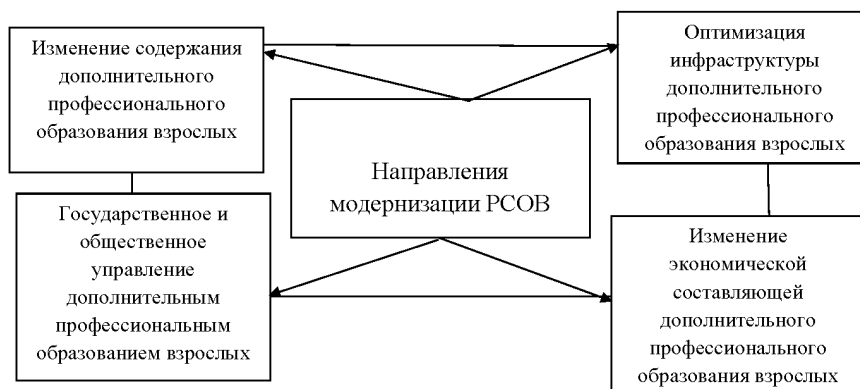 Изменение содержания
дополнительного
профессионального
образования взрослых
Оптимизация
инфраструктуры
дополнительного
профессионального
образования взрослых
Направления
модернизации РСОВ
Государственное и
общественное
управление
дополнительным
профессиональным
образованием взрослых
Изменение
экономической
составляющей
дополнительного
профессионального
образования взрослых